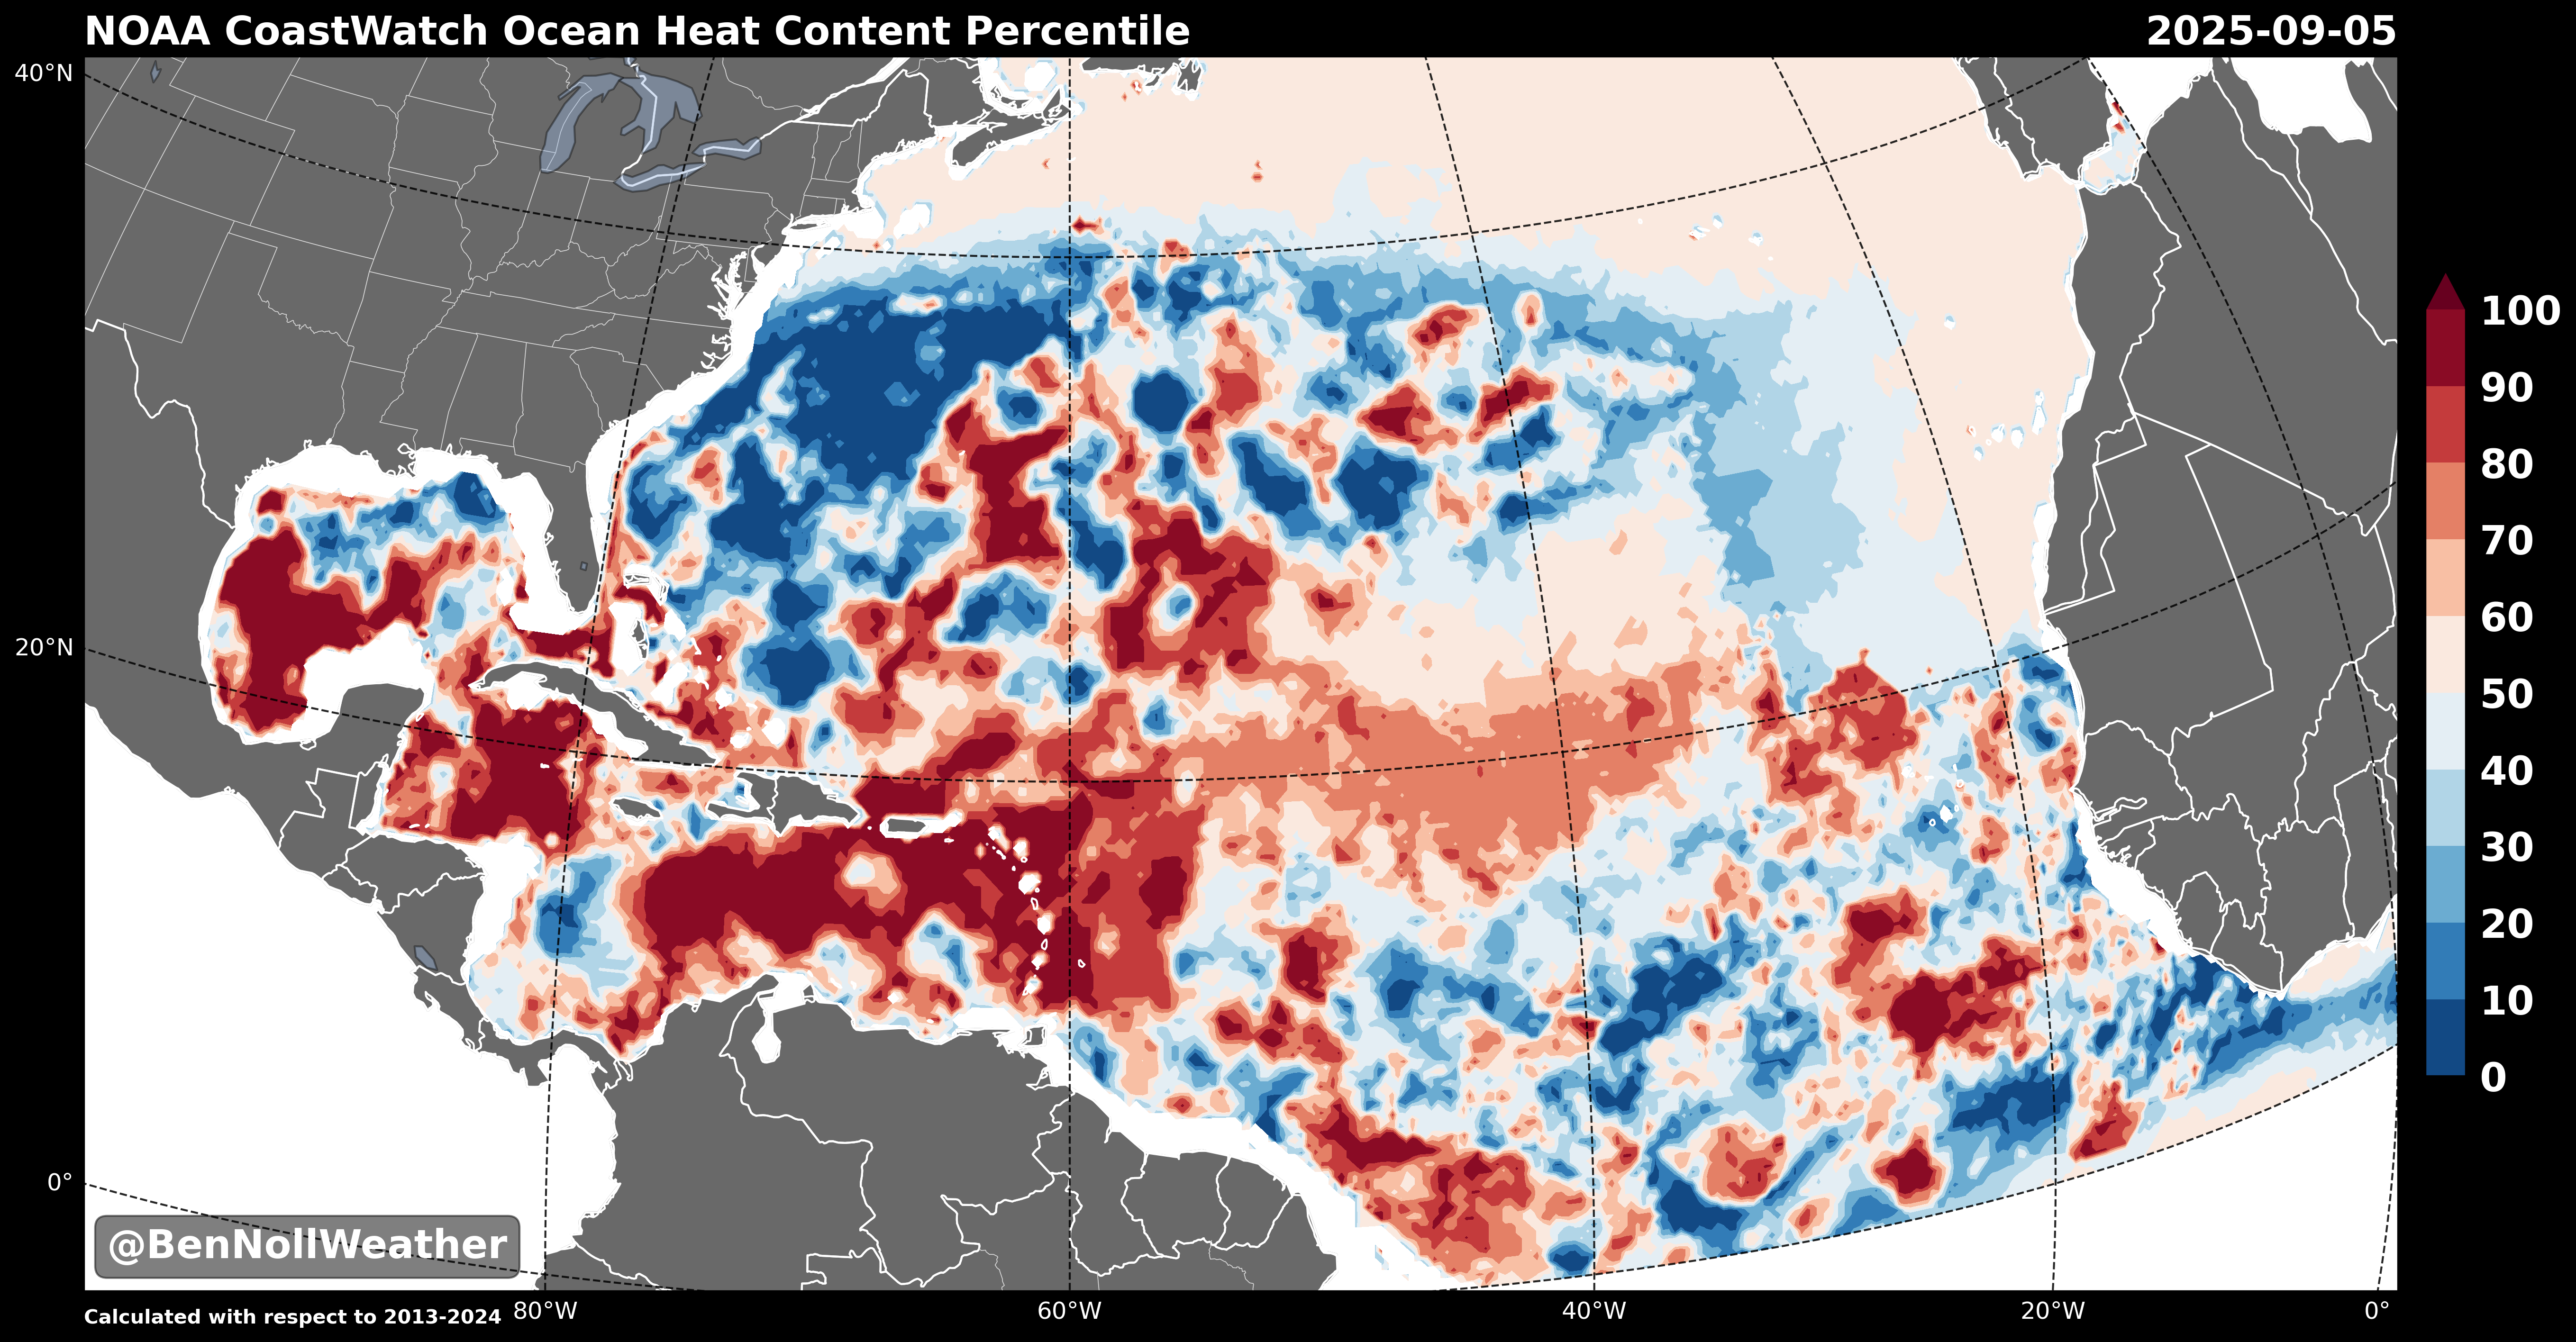 NOAA CoastWatch Ocean Heat Content Percentile
2025-09-05
40°N
20°N
0°
100
90
80
70
60
50
40
30
20
10
0
@BenNollWeather
Calculated with respect to 2013-2024
80°W
60°W
40°W
20°W
0°